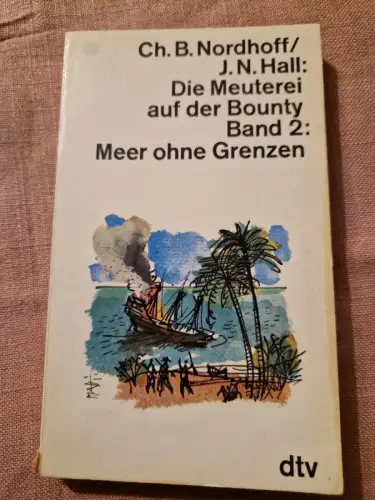 Ch. B. Nordhoff/
J. N. Hall:
Die Meuterei
auf der Bounty
Band 2:
Meer ohne Grenzen
dtv